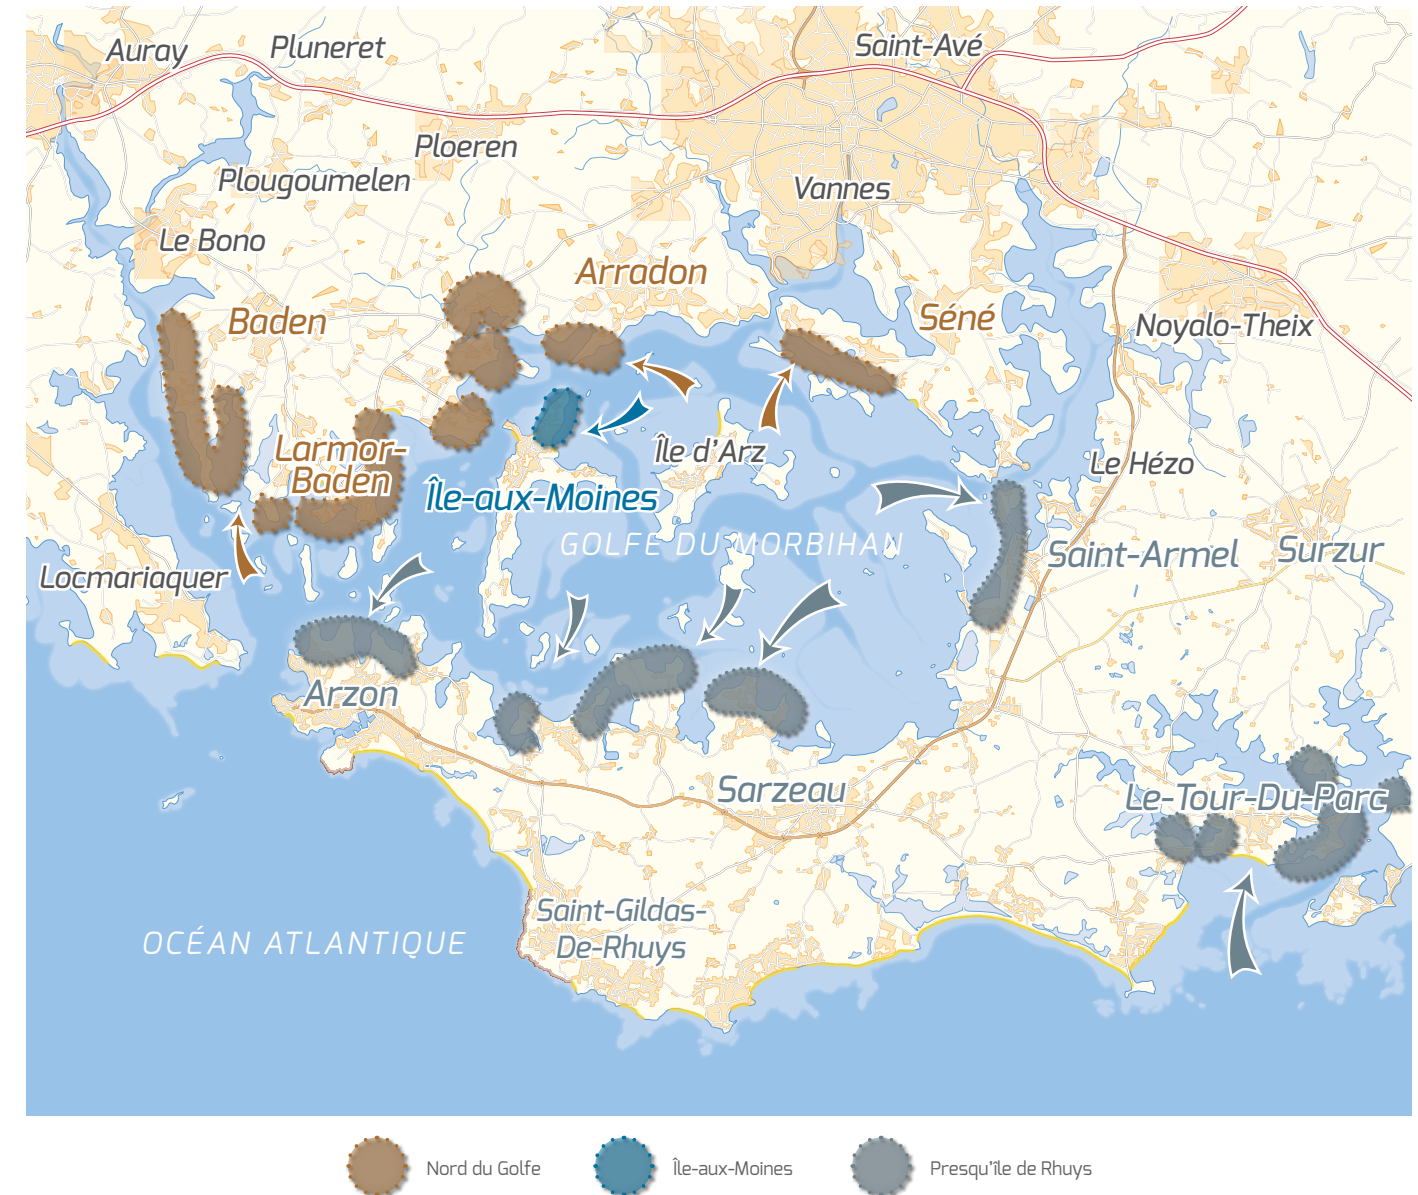 Auray
Pluneret
Saint-Avé
Ploeren
Plougoumelen
Vannes
Le Bono
Arradon
Baden
Séné
Noyalo-Theix
Larmor-
Baden
Île d'Arz
Le Hézo
Île-aux-Moines
GOLFE DU MORBIHAN
Saint-Armel
Surzur
Locmariaquer
Arzon
Sarzeau
Le-Tour-Du-Parc
Saint-Gildas-
De-Rhuys
OCÉAN ATLANTIQUE
Nord du Golfe
Île-aux-Moines
Presqu'île de Rhuys